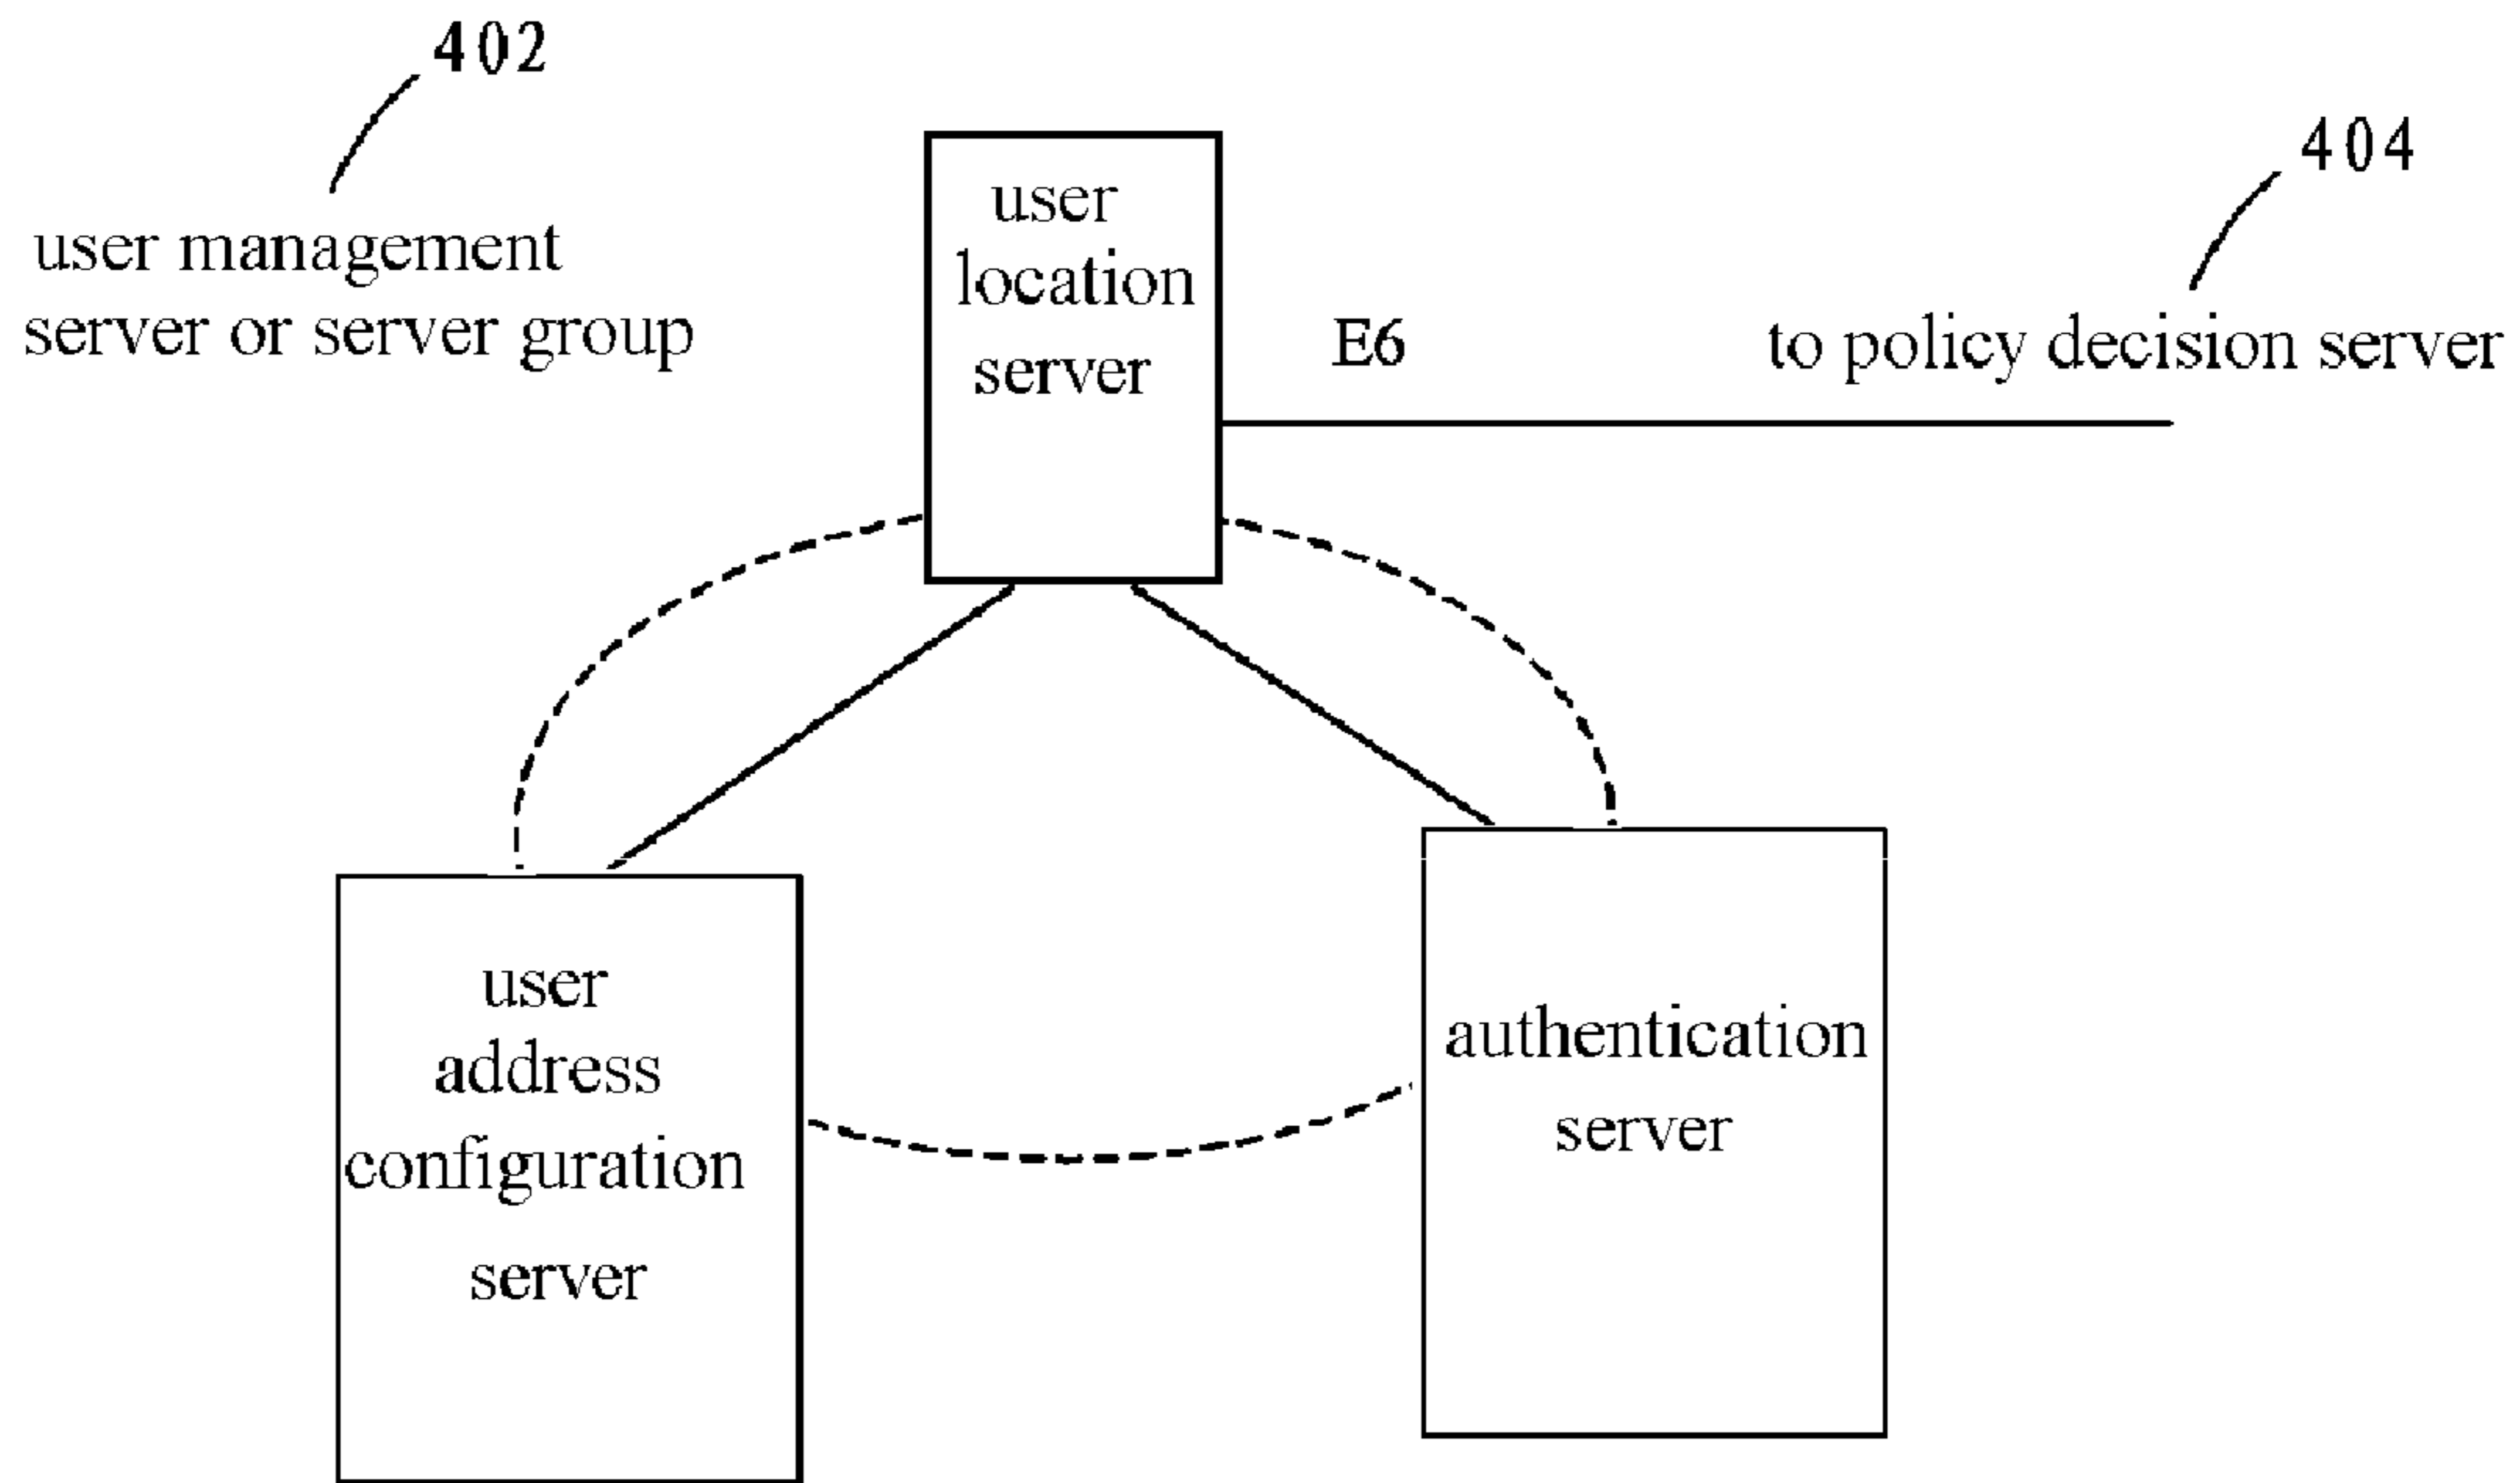 402
user management
server or server group
user
location
server
E6
404
to policy decision server
user
address
configuration
server
authentication
server